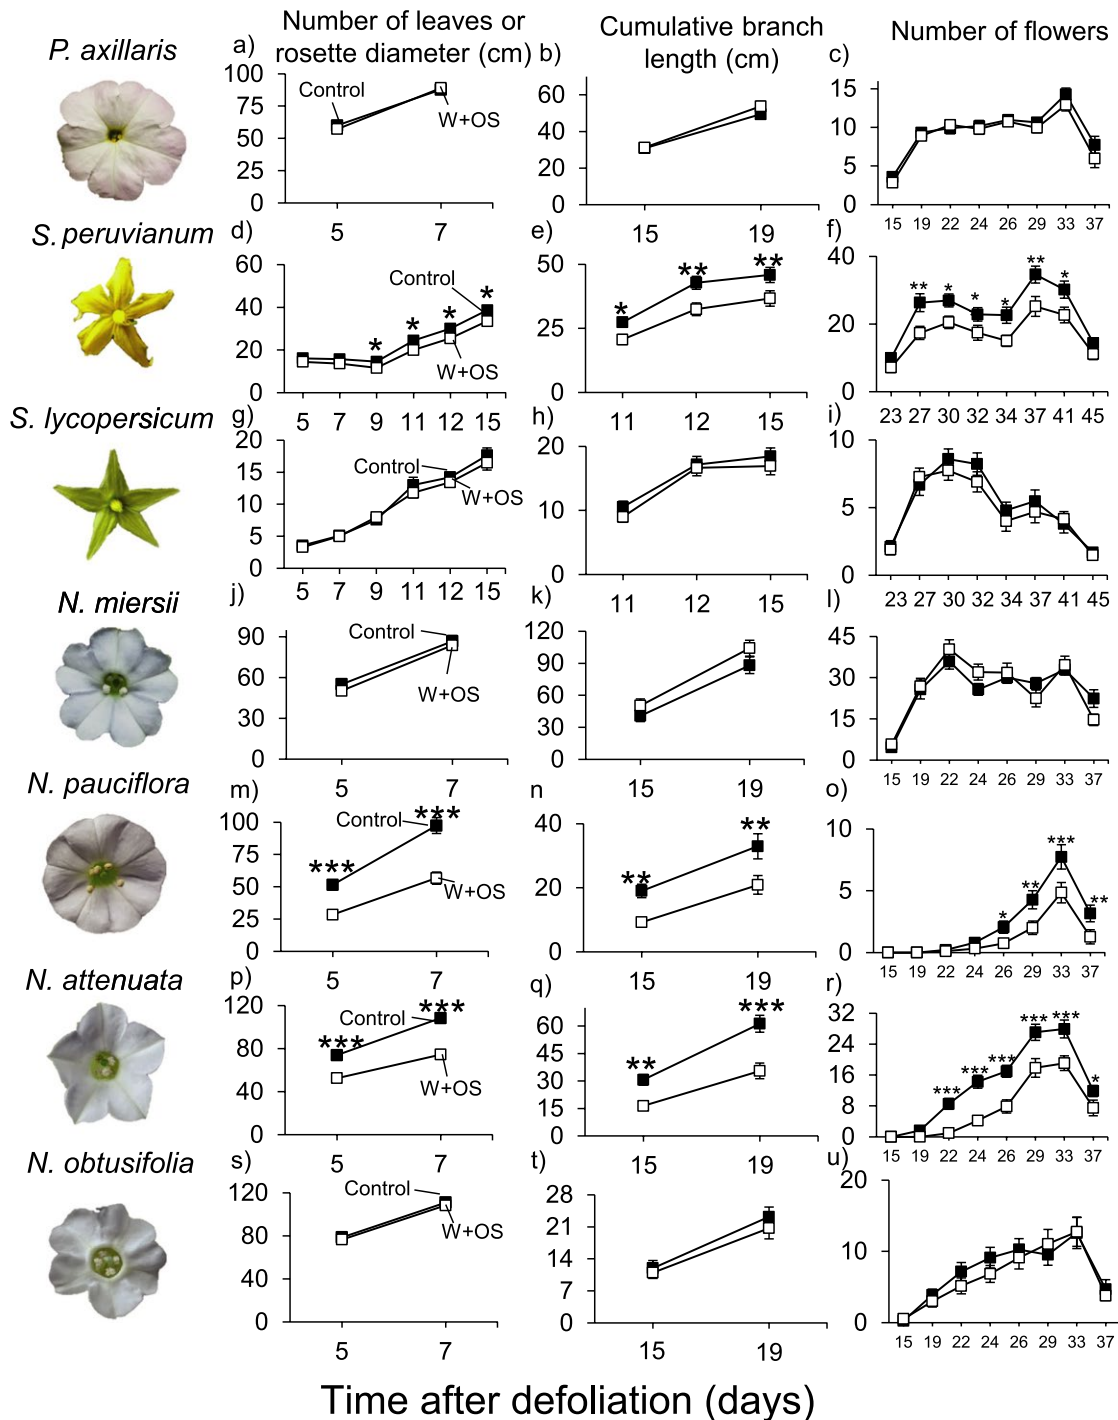 Number of leaves or rosette diameter (cm)
Cumulative branch length (cm)
Number of flowers
P. axillaris
a)
100
75
50
25
0
Control
W+OS
5 7
b)
60
40
20
0
15 19
c)
15
10
5
0
15 19 22 24 26 29 33 37
S. peruvianum
d)
60
40
20
0
Control
W+OS
* * * *
5 7 9 11 12 15
e)
50
25
0
* ** **
11 12 15
f)
40
20
0
** * * * ** *
23 27 30 32 34 37 41 45
S. lycopersicum
g)
20
15
10
5
0
Control
W+OS
5 7 9 11 12 15
h)
20
10
0
11 12 15
i)
10
5
0
23 27 30 32 34 37 41 45
N. miersii
j)
90
60
30
0
Control
W+OS
5 7
k)
120
90
60
30
0
15 19
l)
45
30
15
0
15 19 22 24 26 29 33 37
N. pauciflora
m)
100
75
50
25
0
Control
W+OS
*** ***
5 7
n
40
20
0
** **
15 19
o)
10
5
0
* ** *** **
15 19 22 24 26 29 33 37
N. attenuata
p)
120
80
40
0
Control
W+OS
*** ***
5 7
q)
60
45
30
15
0
** ***
15 19
r)
32
24
16
8
0
*** *** *** *** *** *
15 19 22 24 26 29 33 37
N. obtusifolia
s)
120
80
40
0
Control
W+OS
5 7
t)
28
21
14
7
0
15 19
u)
20
10
0
15 19 22 24 26 29 33 37
Time after defoliation (days)